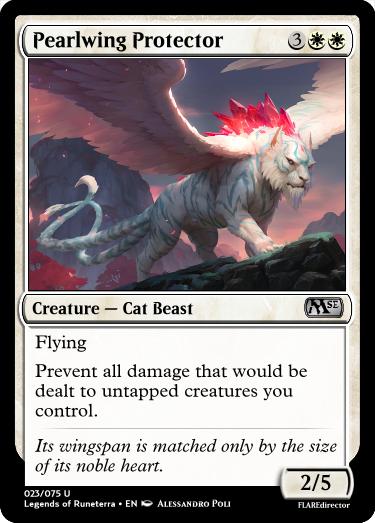 Pearlwing Protector 3
Creature — Cat Beast M SE
Flying
Prevent all damage that would be
dealt to untapped creatures you
control.
Its wingspan is matched only by the size
of its noble heart.
2/5
023/075 U
Legends of Runeterra • EN Alessandro Poli
FLAREdirector